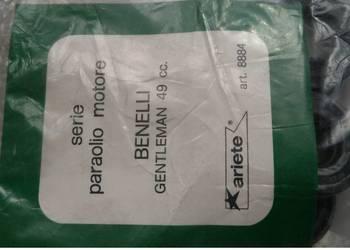 serie
paraolio motore
BENELLI
GENTLEMAN 49 cc.
ariete®
art. 8884